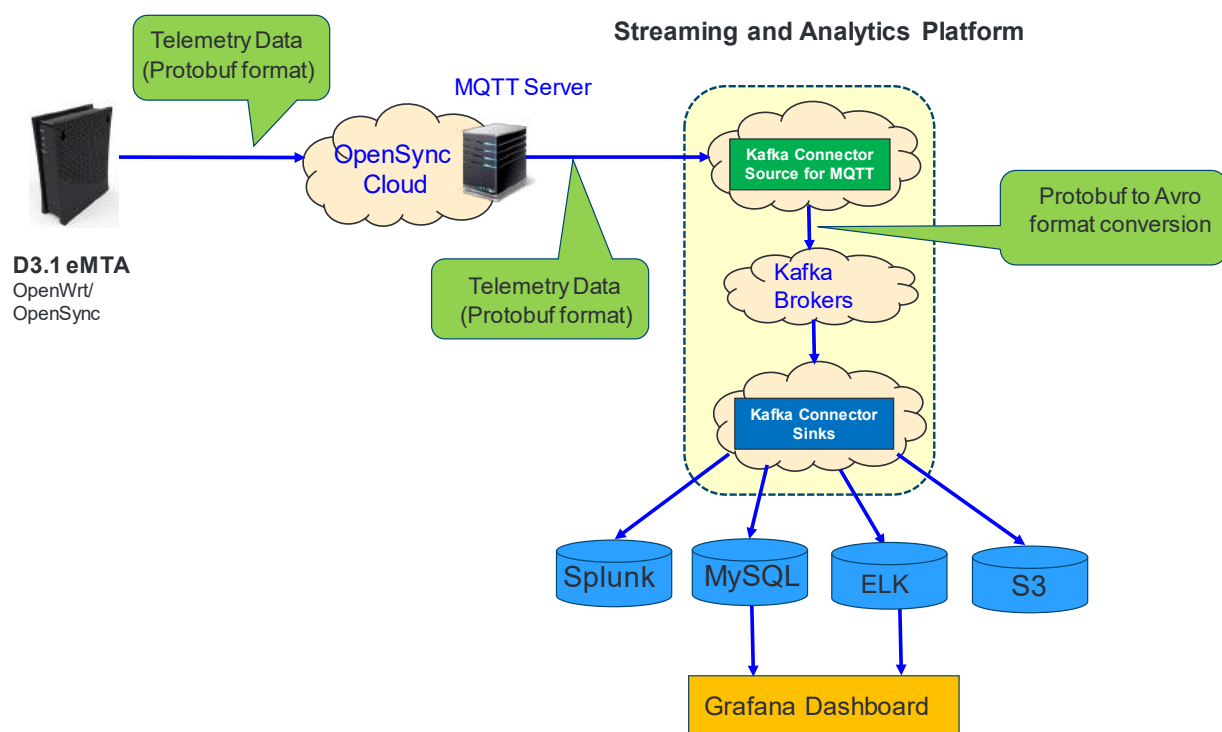 Streaming and Analytics Platform
Telemetry Data
(Protobuf format)
MQTT Server
OpenSync
Cloud
Kafka Connector
Source for MQTT
Protobuf to Avro
format conversion
D3.1 eMTA
OpenWrt/
OpenSync
Telemetry Data
(Protobuf format)
Kafka
Brokers
Kafka Connector
Sinks
Splunk
MySQL
ELK
S3
Grafana Dashboard